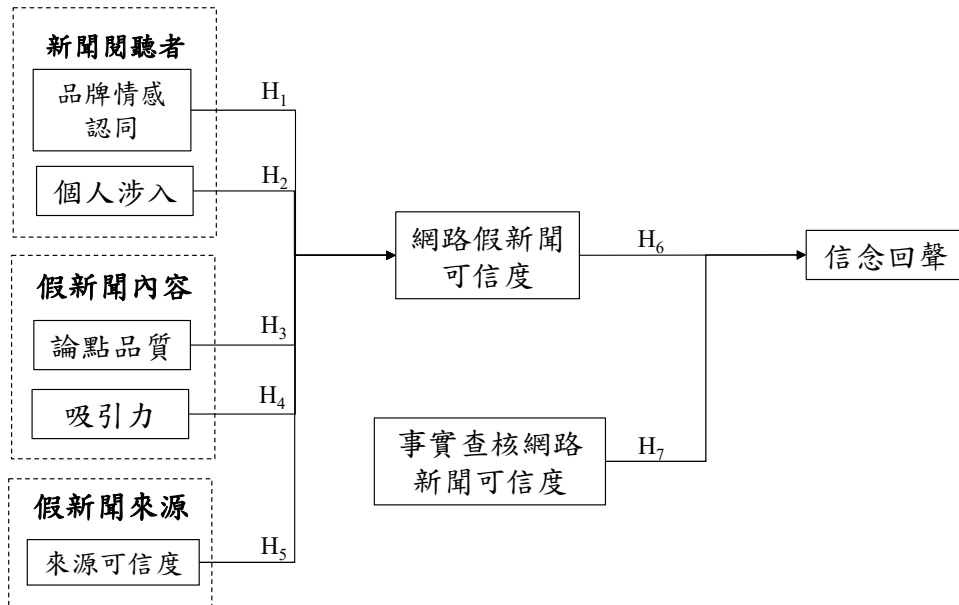 新聞閱聽者
品牌情感
認同
H1
個人涉入
H2
假新聞內容
論點品質
H3
吸引力
H4
假新聞來源
來源可信度
H5
網路假新聞
可信度
H6
事實查核網路
新聞可信度
H7
信念回聲